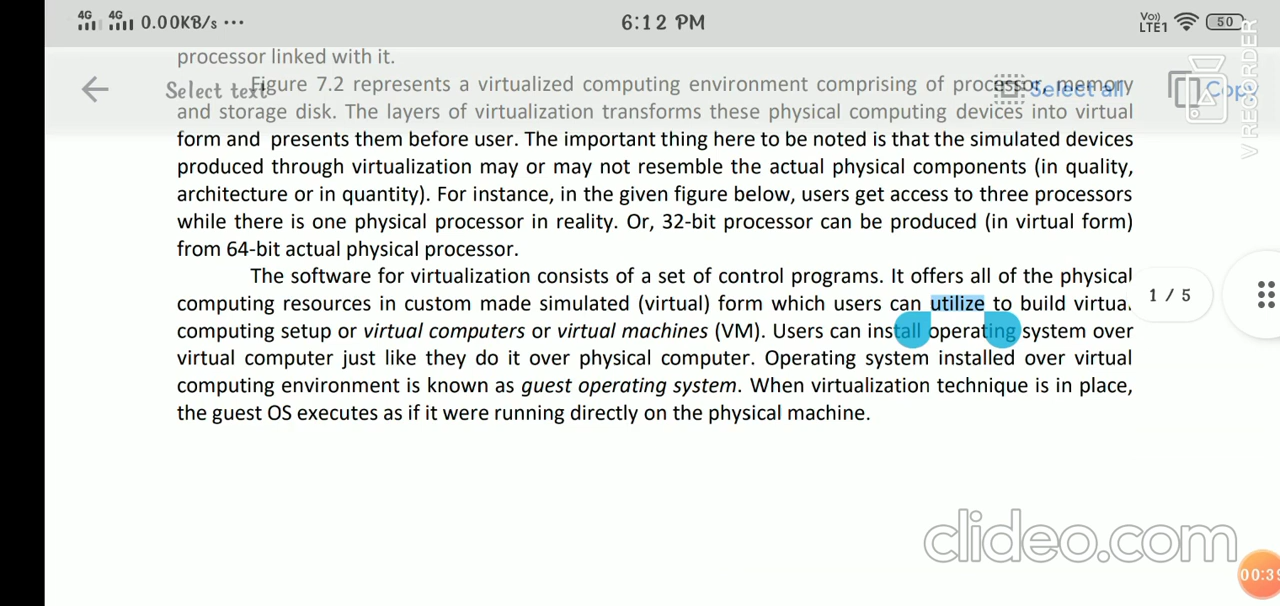 4G 4G 0.00KB/s ··· 6:12 PM Vo) LTE1 50
processor linked with it.
Select text Select all Copy
Figure 7.2 represents a virtualized computing environment comprising of processor, memory
and storage disk. The layers of virtualization transforms these physical computing devices into virtual
form and presents them before user. The important thing here to be noted is that the simulated devices
produced through virtualization may or may not resemble the actual physical components (in quality,
architecture or in quantity). For instance, in the given figure below, users get access to three processors
while there is one physical processor in reality. Or, 32-bit processor can be produced (in virtual form)
from 64-bit actual physical processor.
The software for virtualization consists of a set of control programs. It offers all of the physical
computing resources in custom made simulated (virtual) form which users can utilize to build virtual
computing setup or virtual computers or virtual machines (VM). Users can install operating system over
virtual computer just like they do it over physical computer. Operating system installed over virtual
computing environment is known as guest operating system. When virtualization technique is in place,
the guest OS executes as if it were running directly on the physical machine.
1 / 5
V RECORDER
clideo.com
00:39